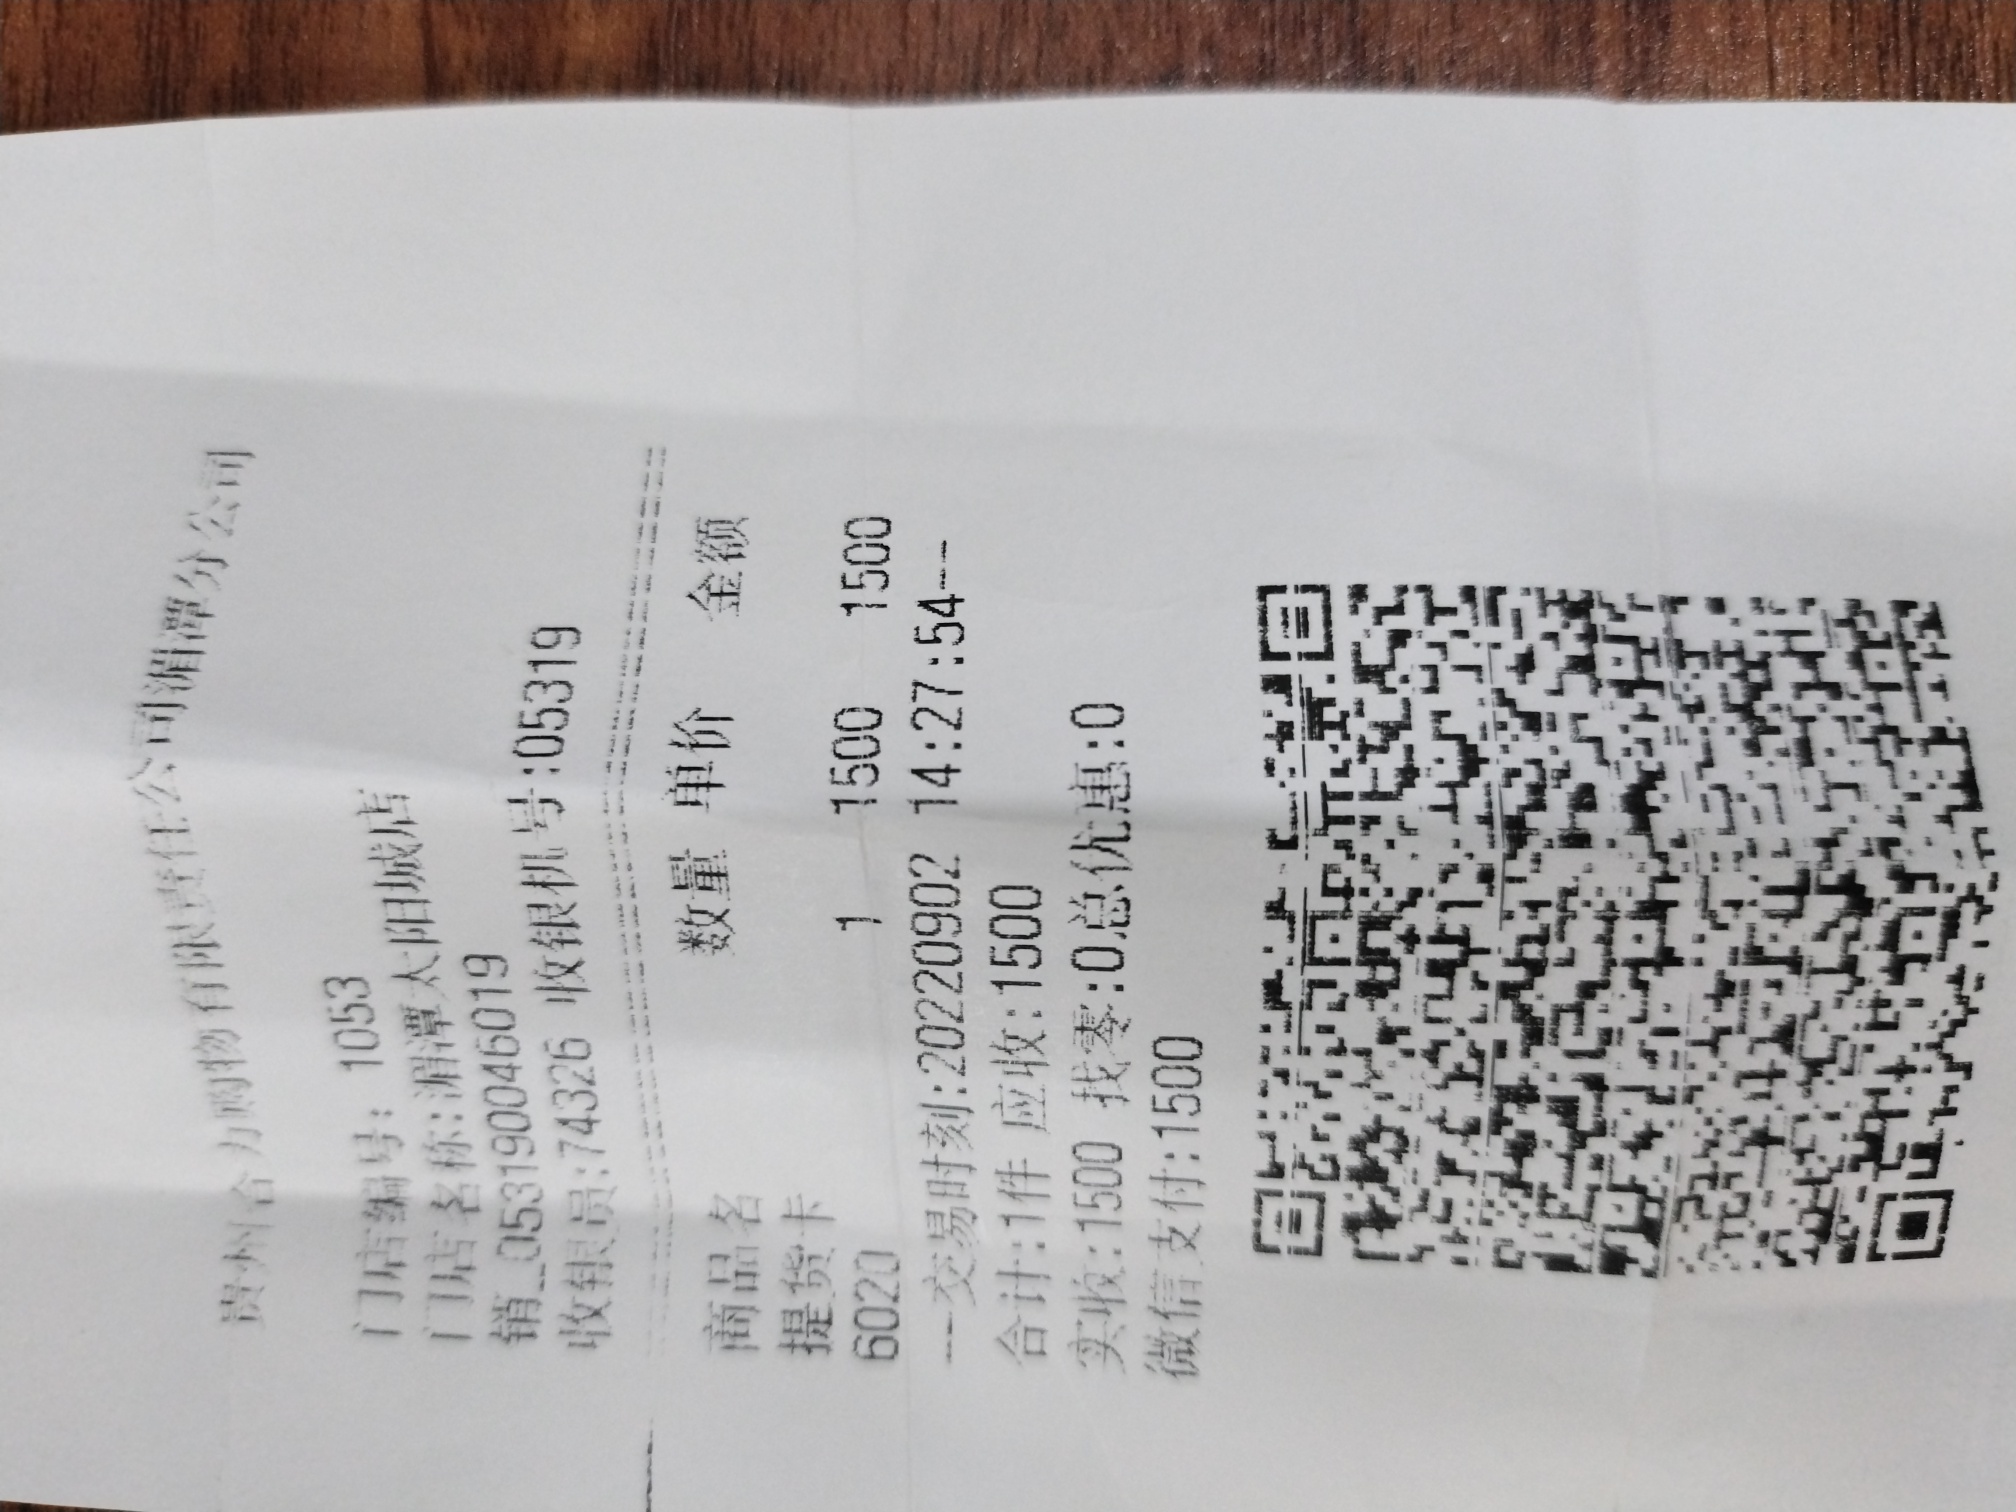 贵州合力购物有限责任公司湄潭分公司
门店编号: 1053
门店名称:湄潭太阳城店
销_053190046019
收银员:74326 收银机号:05319
商品名 数量 单价 金额
提货卡
6020 1 1500 1500
--交易时刻:20220902 14:27:54--
合计:1件 应收:1500
实收:1500 找零:0总优惠:0
微信支付:1500